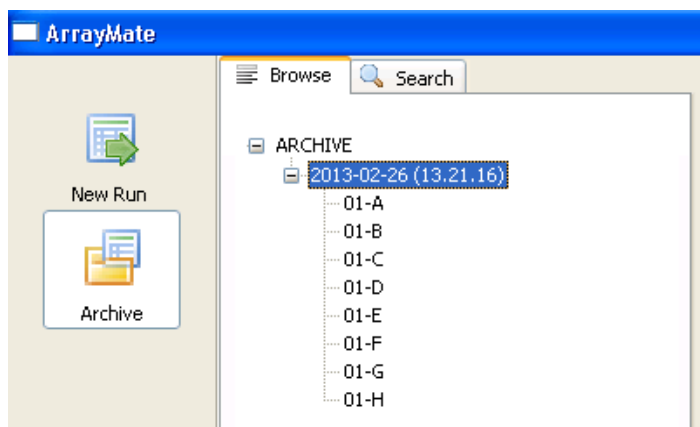 ArrayMate
Browse
Search
New Run
Archive
ARCHIVE
2013-02-26 (13.21.16)
01-A
01-B
01-C
01-D
01-E
01-F
01-G
01-H